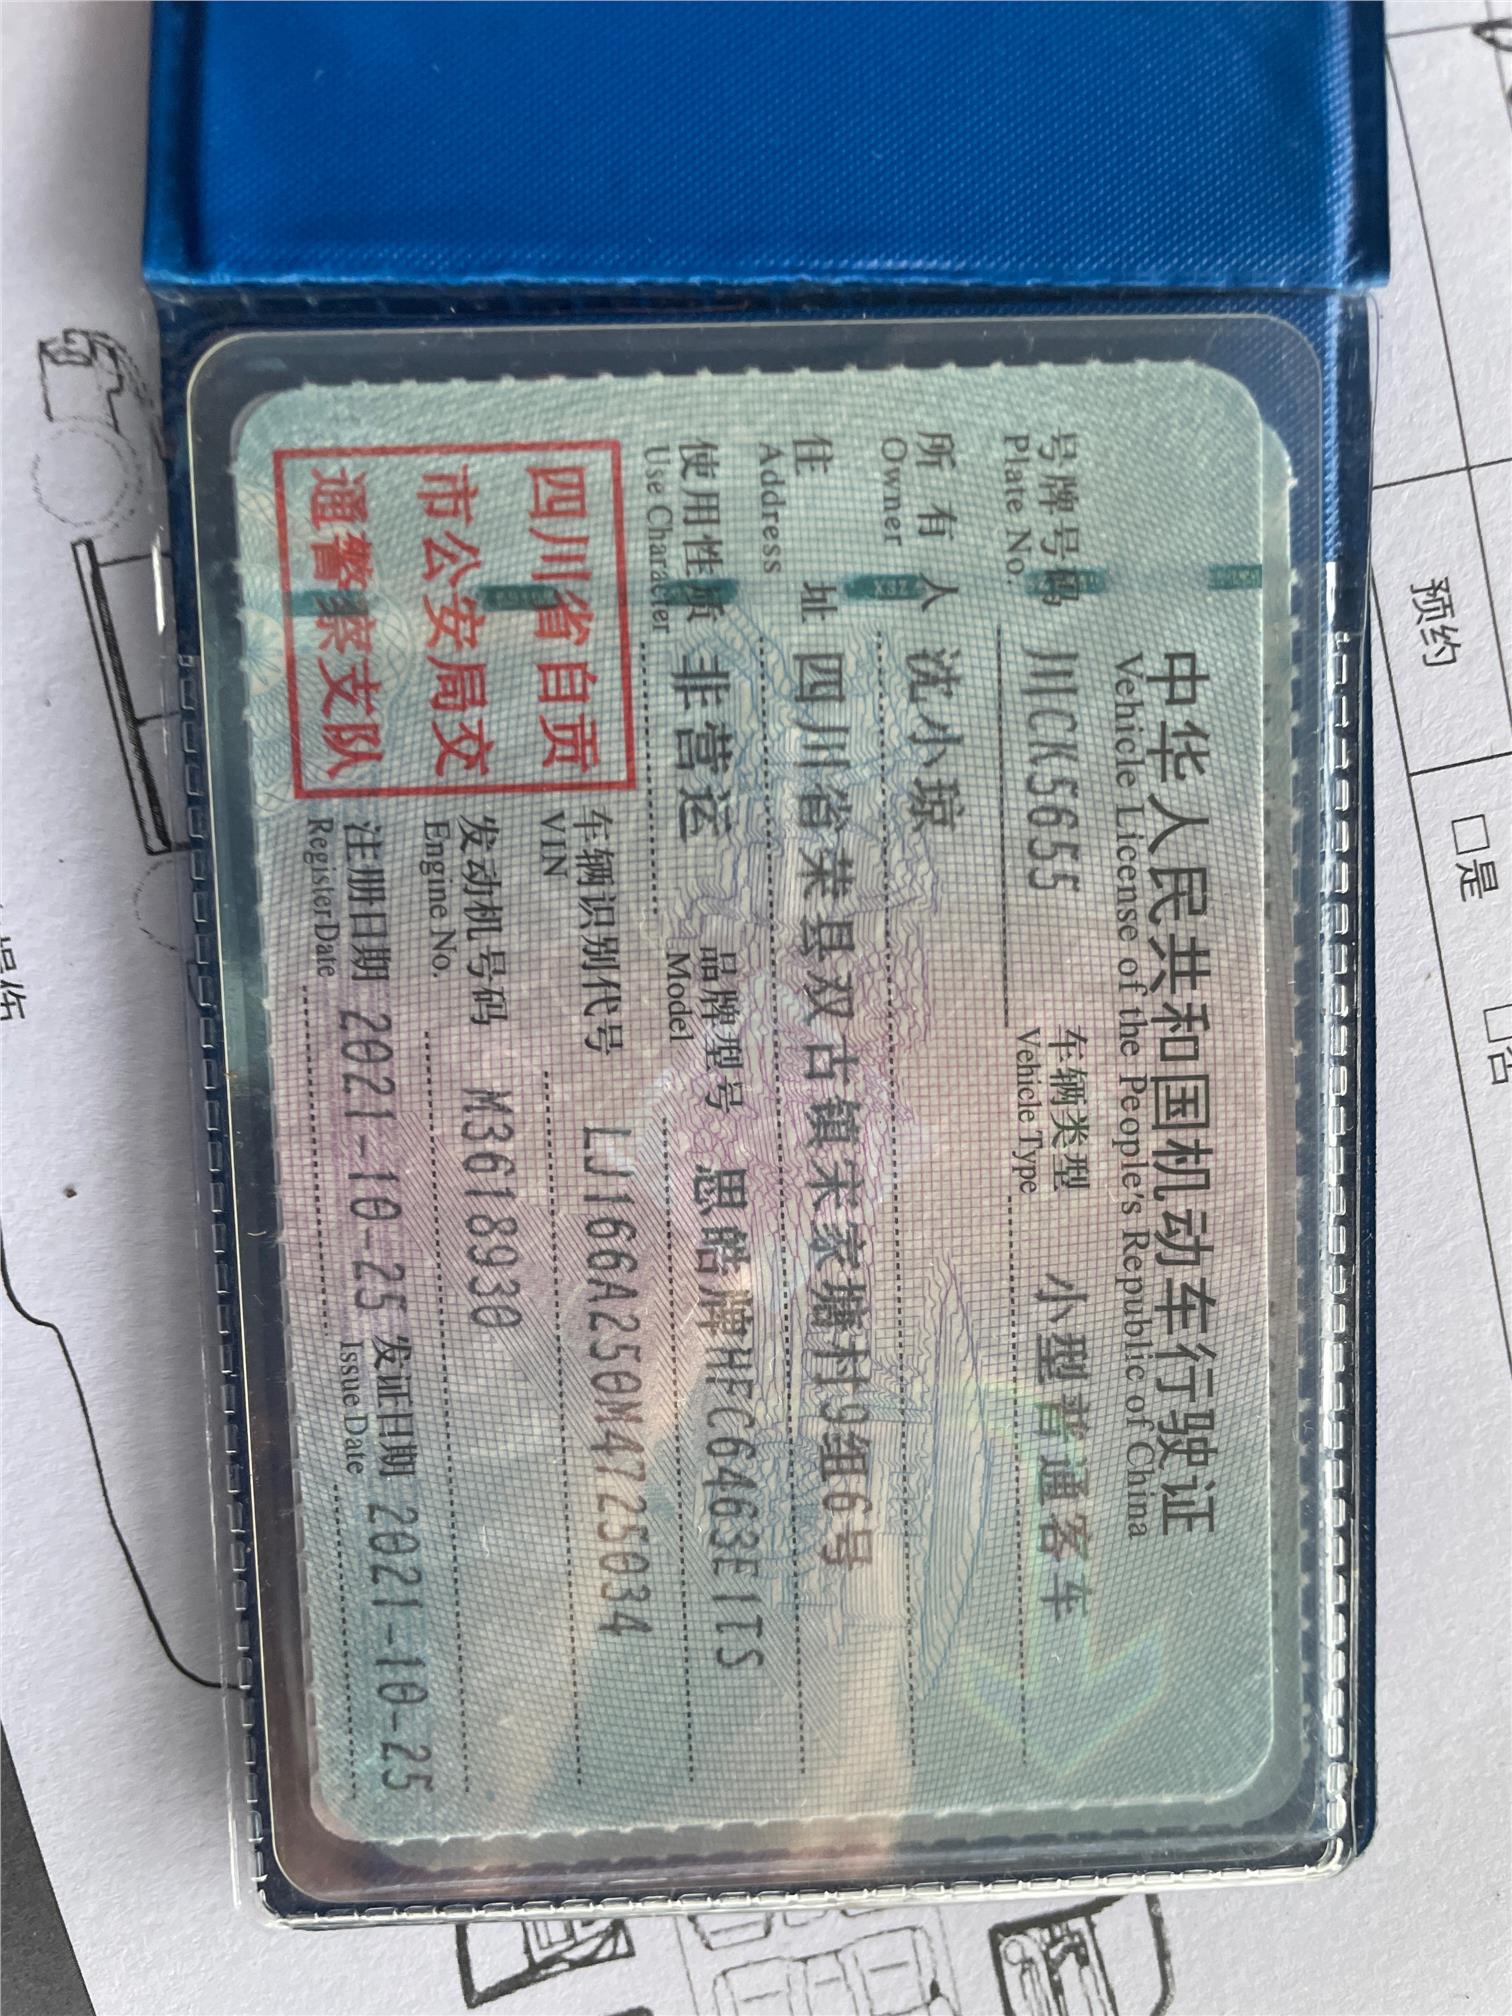 中华人民共和国机动车行驶证
Vehicle License of the People's Republic of China
号牌号码 川CK5655 车辆类型 小型普通客车
Plate No. Vehicle Type
所有人 沈小琼
Owner
住址 四川省荣县双古镇宋家塘村9组6号
Address
使用性质 非营运 品牌型号 思皓牌HFC6463E1TS
Use Character Model
车辆识别代号 LJ166A250M4725034
VIN
发动机号码 M3618930
Engine No.
注册日期 2021-10-25 发证日期 2021-10-25
Register Date Issue Date
四川省自贡
市公安局交
通警察支队
预约
□是